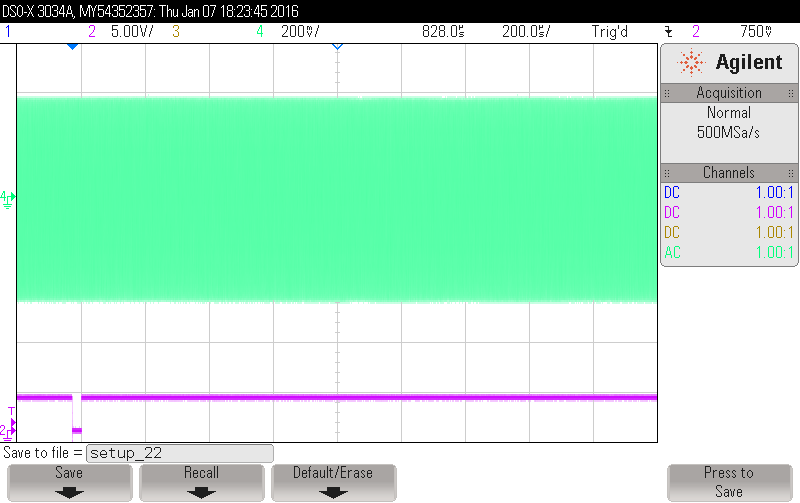 DSO-X 3034A, MY54352357: Thu Jan 07 18:23:45 2016
1 2 5.00V/ 3 4 200mV/ 828.0s 200.0s/ Trig'd 2 750mV
Agilent
Acquisition
Normal
500MSa/s
Channels
DC 1.00:1
DC 1.00:1
DC 1.00:1
AC 1.00:1
4
T
2
Save to file = setup_22
Save Recall Default/Erase Press to Save